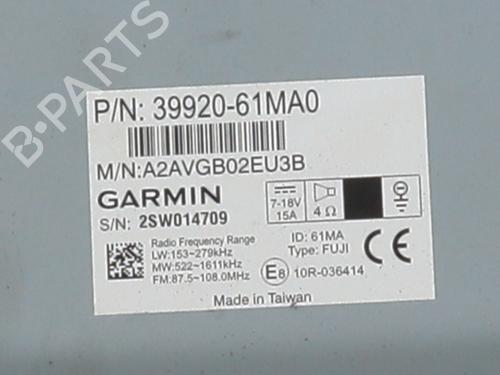 B-PARTS
P/N: 39920-61MA0
M/N:A2AVGB02EU3B
GARMIN
S/N: 2SW014709
7-18V
15A
4 Ω
Radio Frequency Range
LW:153~279kHz
MW:522~1611kHz
FM:87.5~108.0MHz
ID: 61MA
Type: FUJI
CE
E8 10R-036414
Made in Taiwan